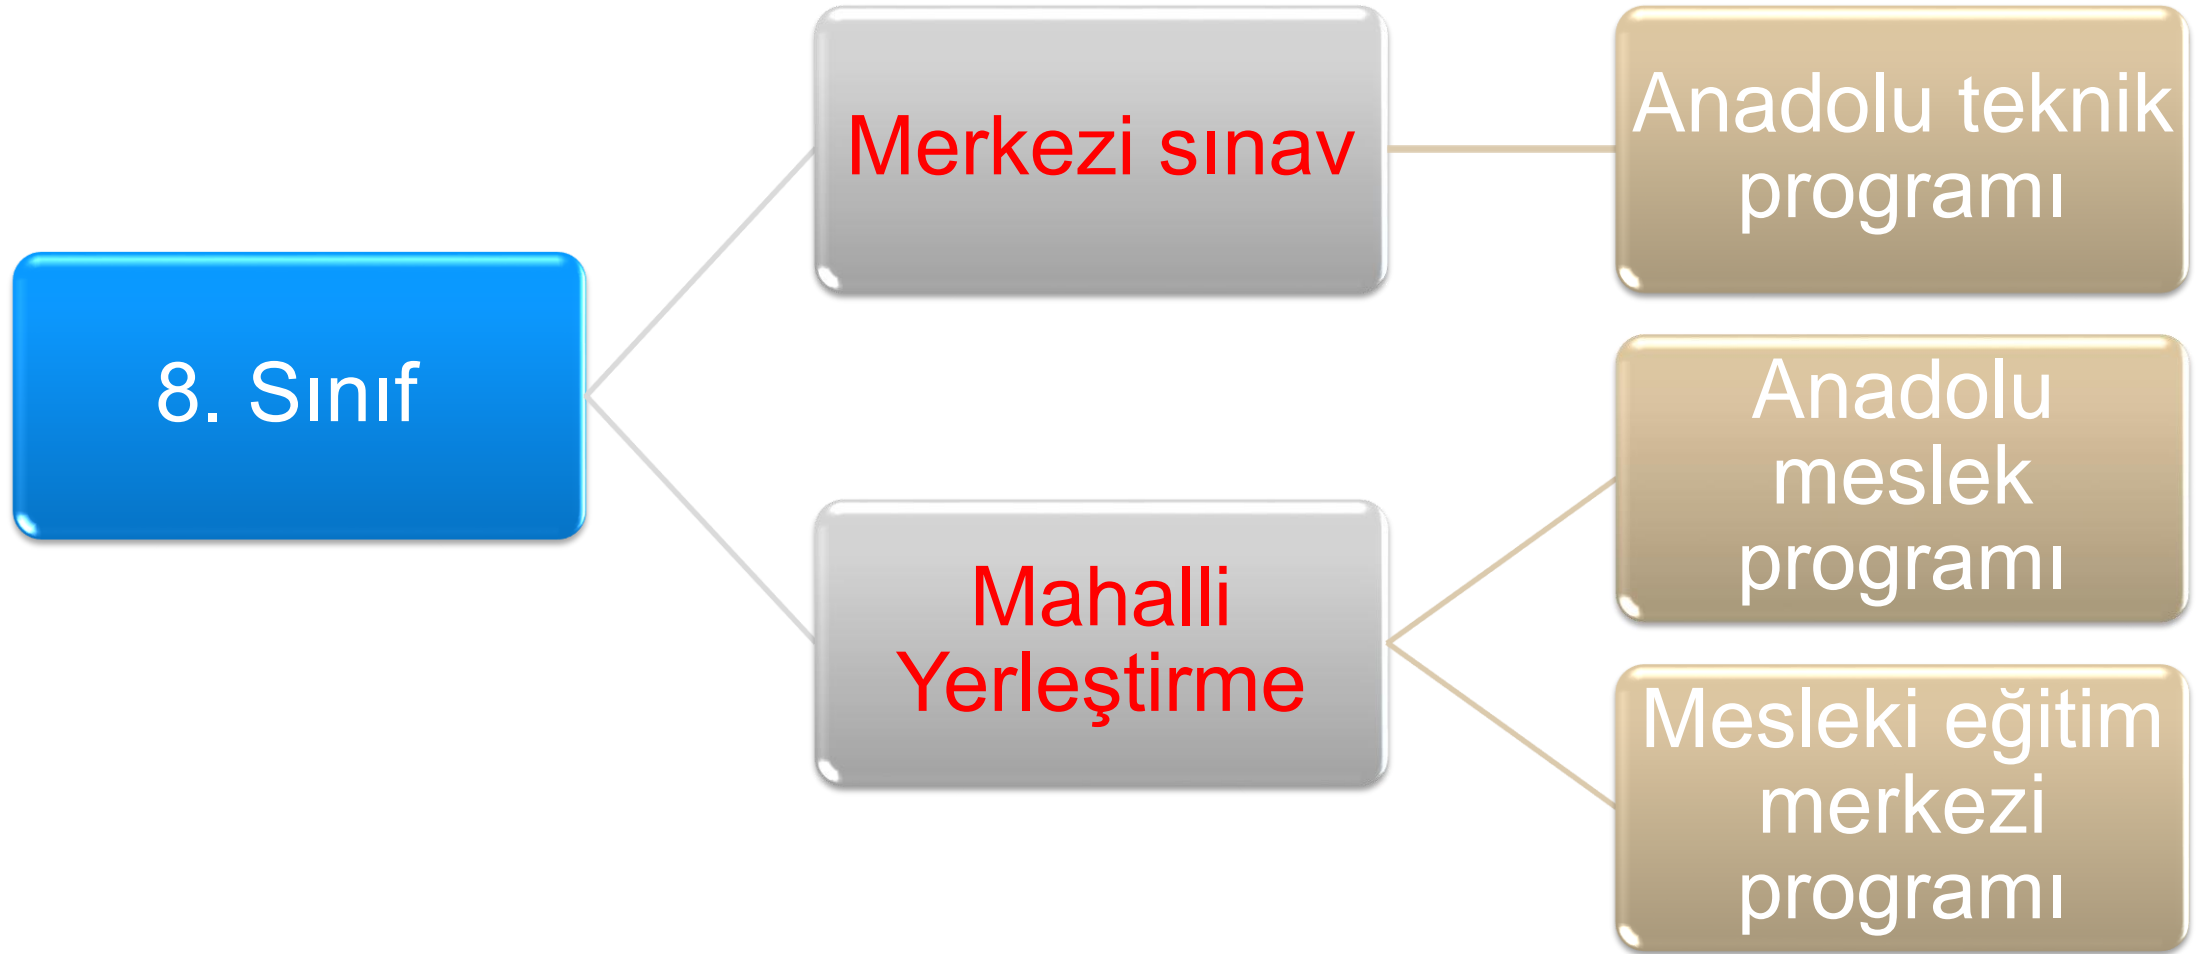 8. Sınıf
Merkezi sınav
Mahalli
Yerleştirme
Anadolu teknik
programı
Anadolu
meslek
programı
Mesleki eğitim
merkezi
programı